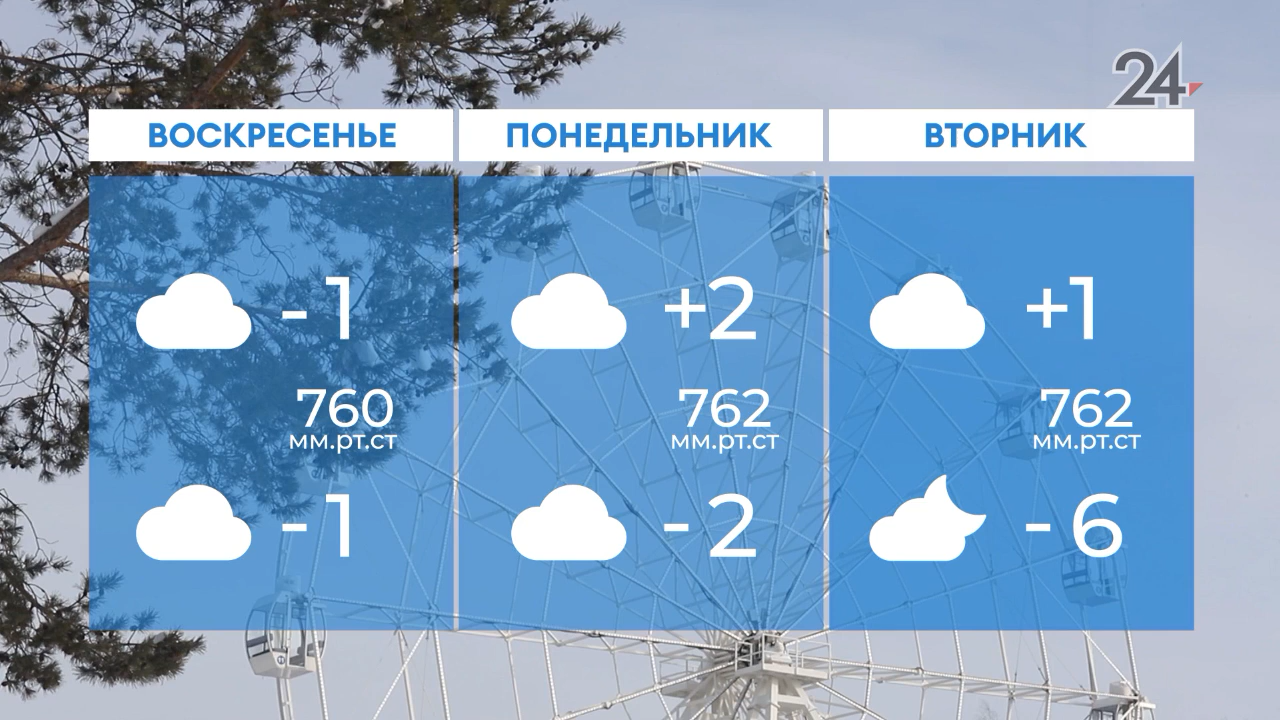 24
ВОСКРЕСЕНЬЕ
ПОНЕДЕЛЬНИК
ВТОРНИК
-1
+2
+1
760
мм.рт.ст
762
мм.рт.ст
762
мм.рт.ст
-1
-2
-6